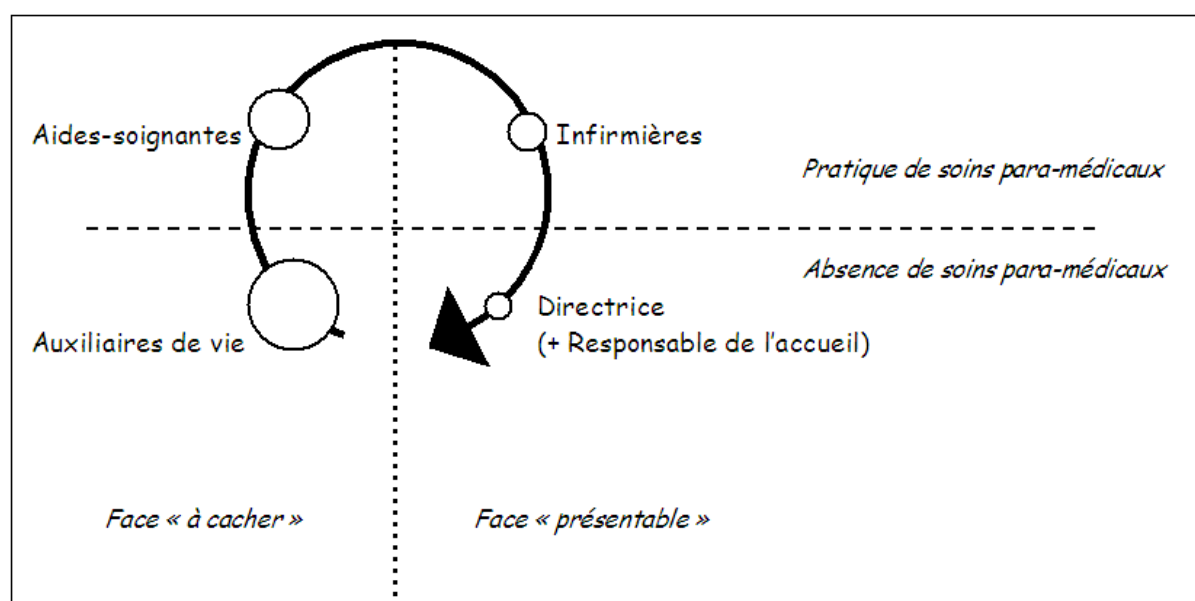 Aides-soignantes
Infirmières
Pratique de soins para-médicaux
Absence de soins para-médicaux
Auxiliaires de vie
Directrice
(+ Responsable de l'accueil)
Face « à cacher »
Face « présentable »